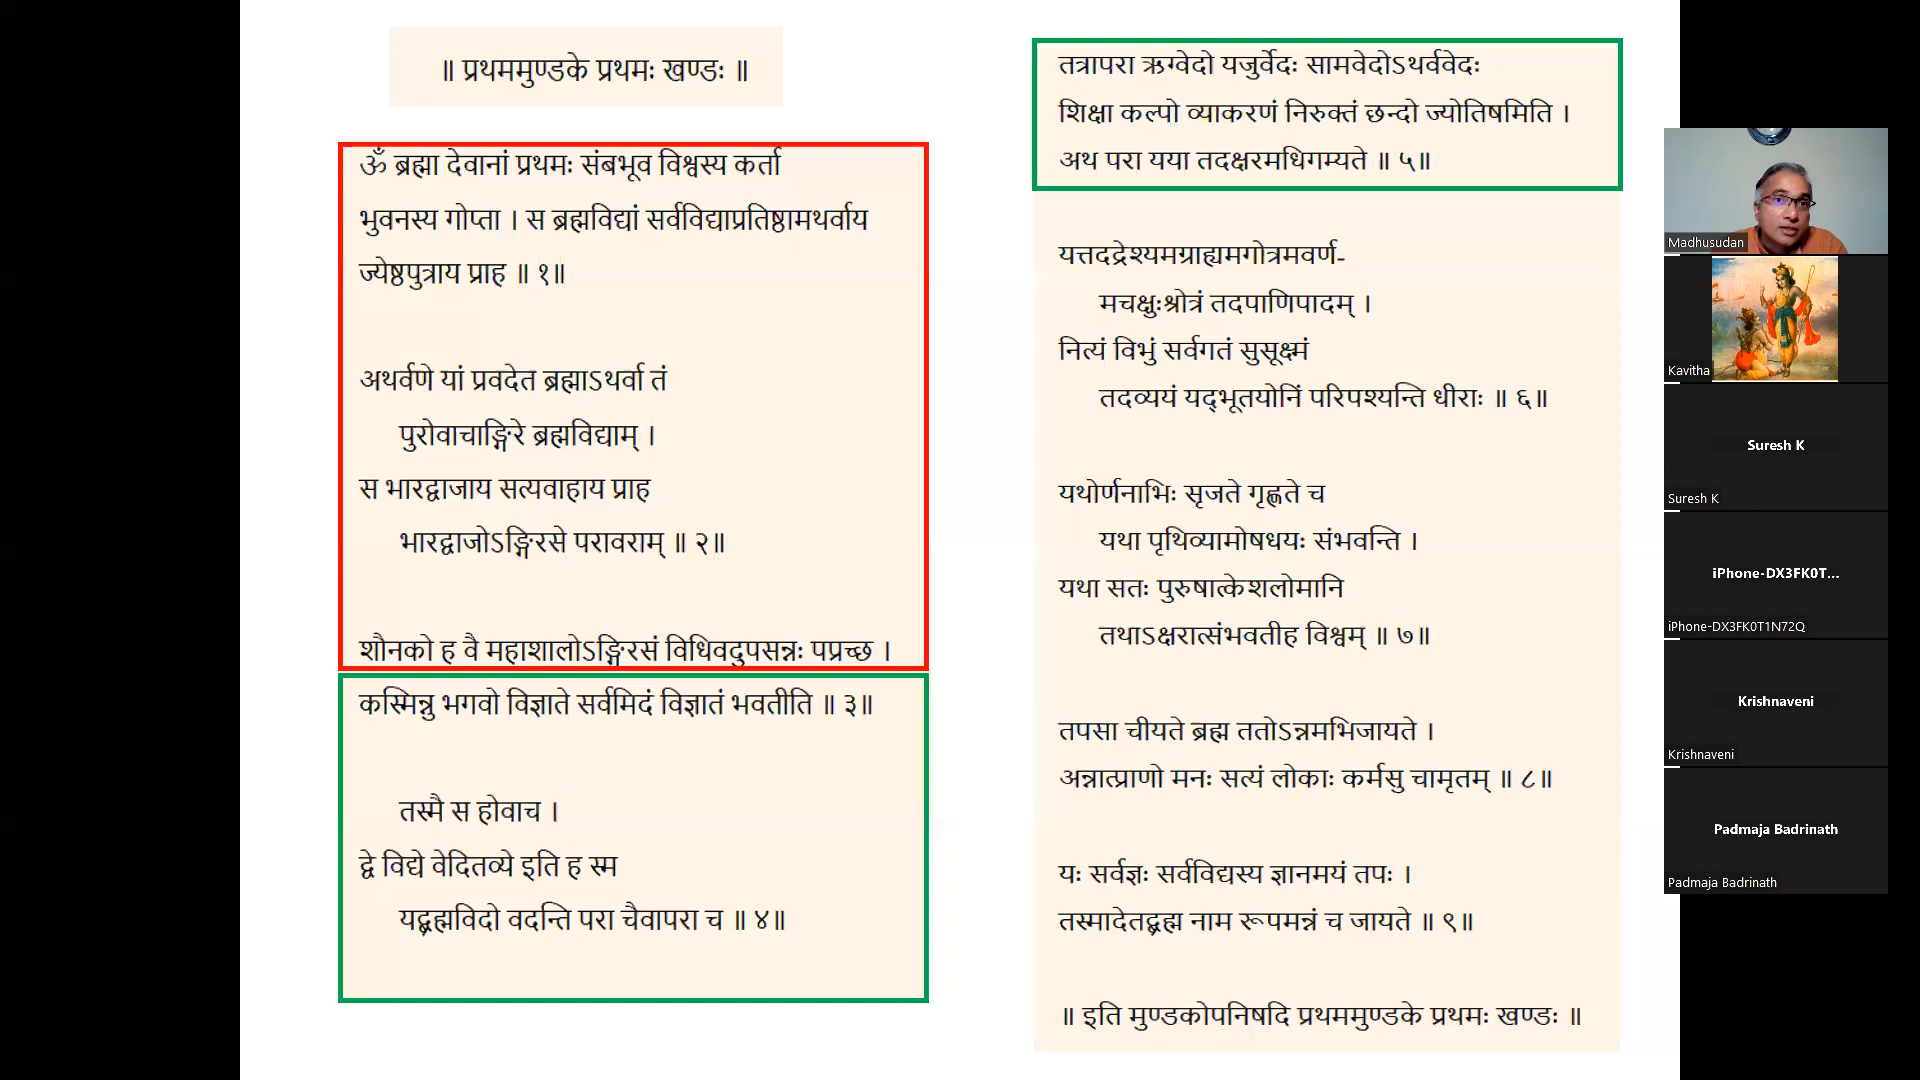 ॥ प्रथममुण्डके प्रथमः खण्डः ॥
ॐ ब्रह्मा देवानां प्रथमः संबभूव विश्वस्य कर्ता
भुवनस्य गोप्ता । स ब्रह्मविद्यां सर्वविद्याप्रतिष्ठामथर्वाय
ज्येष्ठपुत्राय प्राह ॥ १॥
अथर्वणे यां प्रवदेत ब्रह्माऽथर्वा तं
पुरोवाचाङ्गिरे ब्रह्मविद्याम् ।
स भारद्वाजाय सत्यवाहाय प्राह
भारद्वाजोऽङ्गिरसे परावराम् ॥ २॥
शौनको ह वै महाशालोऽङ्गिरसं विधिवदुपसन्नः पप्रच्छ ।
कस्मिन्नु भगवो विज्ञाते सर्वमिदं विज्ञातं भवतीति ॥ ३॥
तस्मै स होवाच ।
द्वे विद्ये वेदितव्ये इति ह स्म
यद्ब्रह्मविदो वदन्ति परा चैवापरा च ॥ ४॥
तत्रापरा ऋग्वेदो यजुर्वेदः सामवेदोऽथर्ववेदः
शिक्षा कल्पो व्याकरणं निरुक्तं छन्दो ज्योतिषमिति ।
अथ परा यया तदक्षरमधिगम्यते ॥ ५॥
यत्तदद्रेश्यमग्राह्यमगोत्रमवर्ण-
मचक्षुःश्रोत्रं तदपाणिपादम् ।
नित्यं विभुं सर्वगतं सुसूक्ष्मं
तदव्ययं यद्भूतयोनिं परिपश्यन्ति धीराः ॥ ६॥
यथोर्णनाभिः सृजते गृह्णते च
यथा पृथिव्यामोषधयः संभवन्ति ।
यथा सतः पुरुषात्केशलोमानि
तथाऽक्षरात्संभवतीह विश्वम् ॥ ७॥
तपसा चीयते ब्रह्म ततोऽन्नमभिजायते ।
अन्नात्प्राणो मनः सत्यं लोकाः कर्मसु चामृतम् ॥ ८॥
यः सर्वज्ञः सर्वविद्यस्य ज्ञानमयं तपः ।
तस्मादेतद्ब्रह्म नाम रूपमन्नं च जायते ॥ ९॥
॥ इति मुण्डकोपनिषदि प्रथममुण्डके प्रथमः खण्डः ॥
Madhusudan
Kavitha
Suresh K
Suresh K
iPhone-DX3FK0T...
iPhone-DX3FK0T1N72Q
Krishnaveni
Krishnaveni
Padmaja Badrinath
Padmaja Badrinath